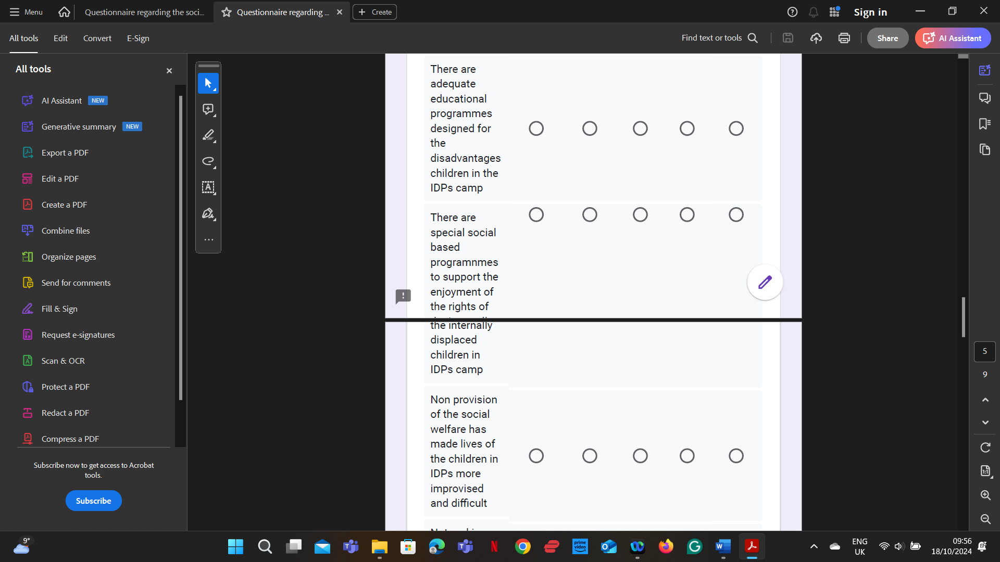 Menu
Questionnaire regarding the soci...
Questionnaire regarding ...
Create
Sign in
All tools
Edit
Convert
E-Sign
Find text or tools
Share
AI Assistant
All tools
AI Assistant NEW
Generative summary NEW
Export a PDF
Edit a PDF
Create a PDF
Combine files
Organize pages
Send for comments
Fill & Sign
Request e-signatures
Scan & OCR
Protect a PDF
Redact a PDF
Compress a PDF
Subscribe now to get access to Acrobat
tools.
Subscribe
There are
adequate
educational
programmes
designed for
the
disadvantages
children in the
IDPs camp
There are
special social
based
programnmes
to support the
enjoyment of
the rights of
the internally
displaced
children in
IDPs camp
Non provision
of the social
welfare has
made lives of
the children in
IDPs more
improvised
and difficult
5
9
9°
prime
video
ENG
UK
09:56
18/10/2024